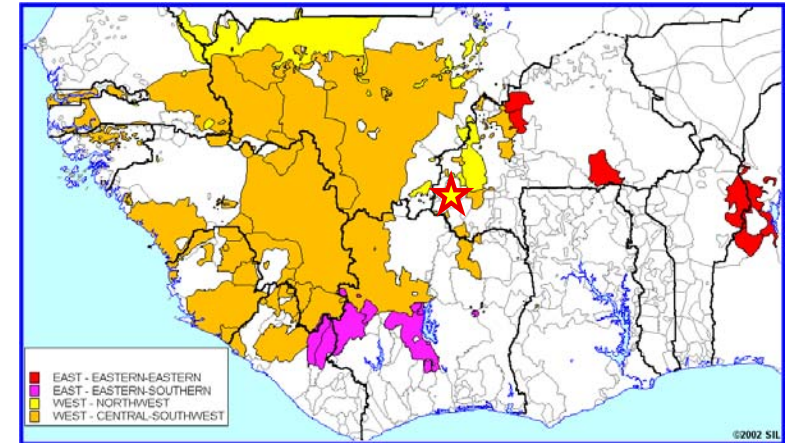 EAST - EASTERN-EASTERN
EAST - EASTERN-SOUTHERN
WEST - NORTHWEST
WEST - CENTRAL-SOUTHWEST
©2002 SIL